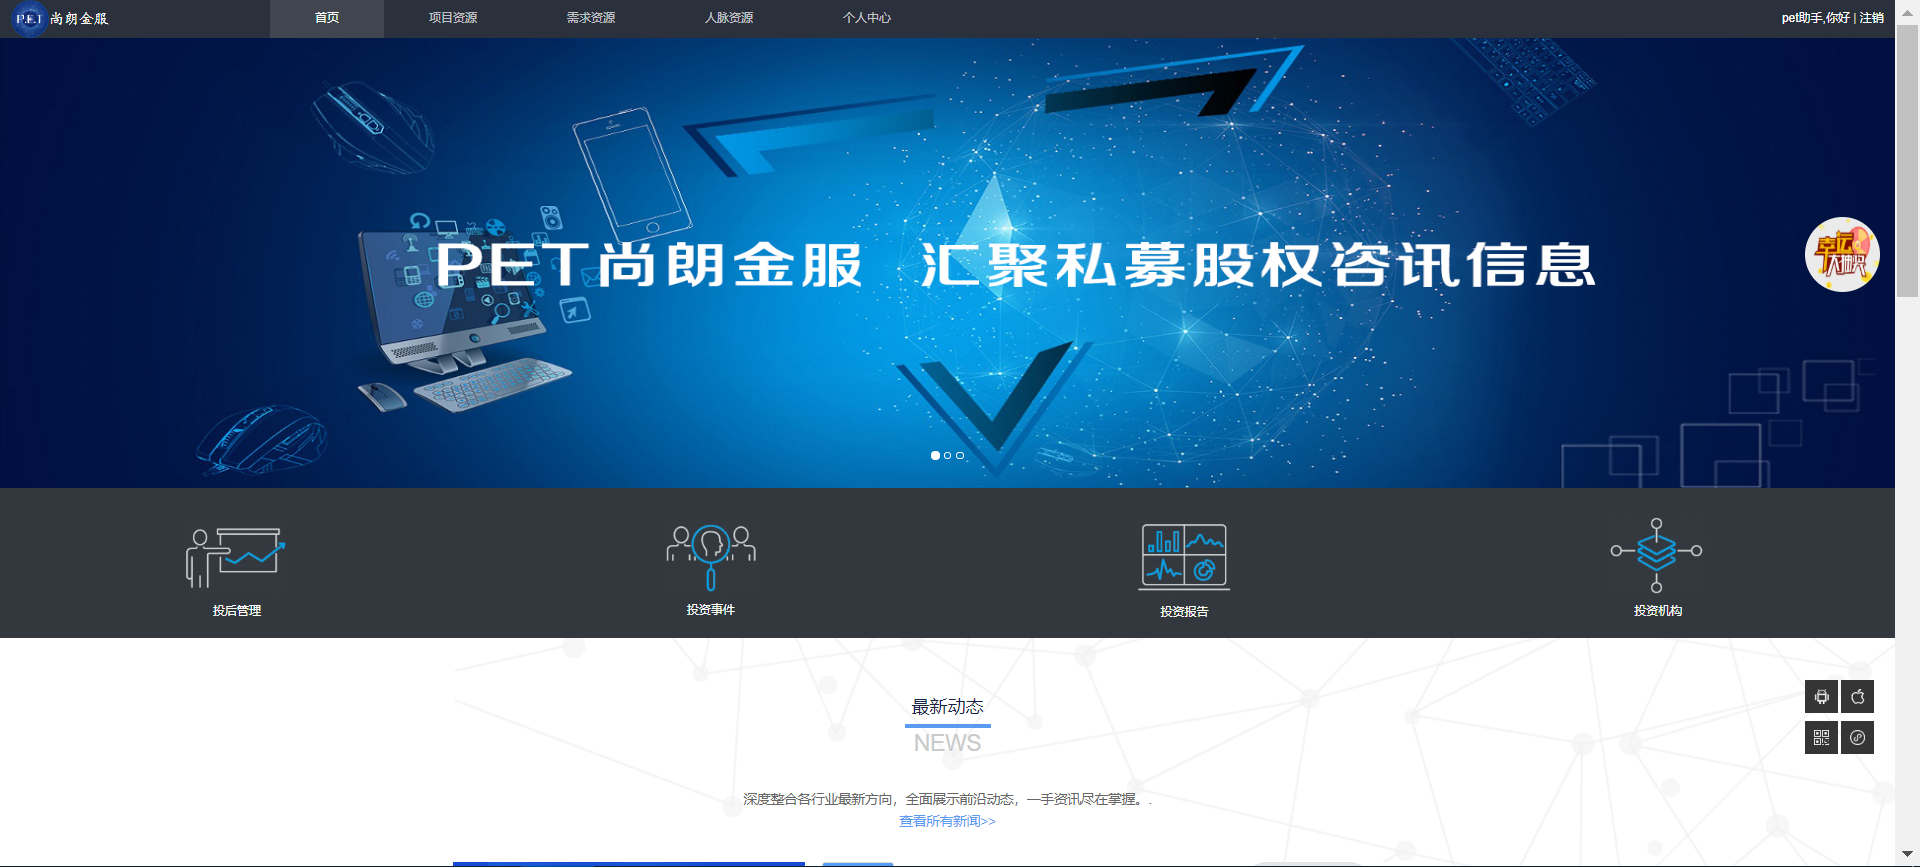 P.E.T 尚朗金服
首页
项目资源
需求资源
人脉资源
个人中心
pet助手,你好 | 注销
PET尚朗金服 汇聚私募股权咨讯信息
幸运
大抽奖
投后管理
投资事件
投资报告
投资机构
最新动态
NEWS
深度整合各行业最新方向，全面展示前沿动态，一手资讯尽在掌握。.
查看所有新闻>>